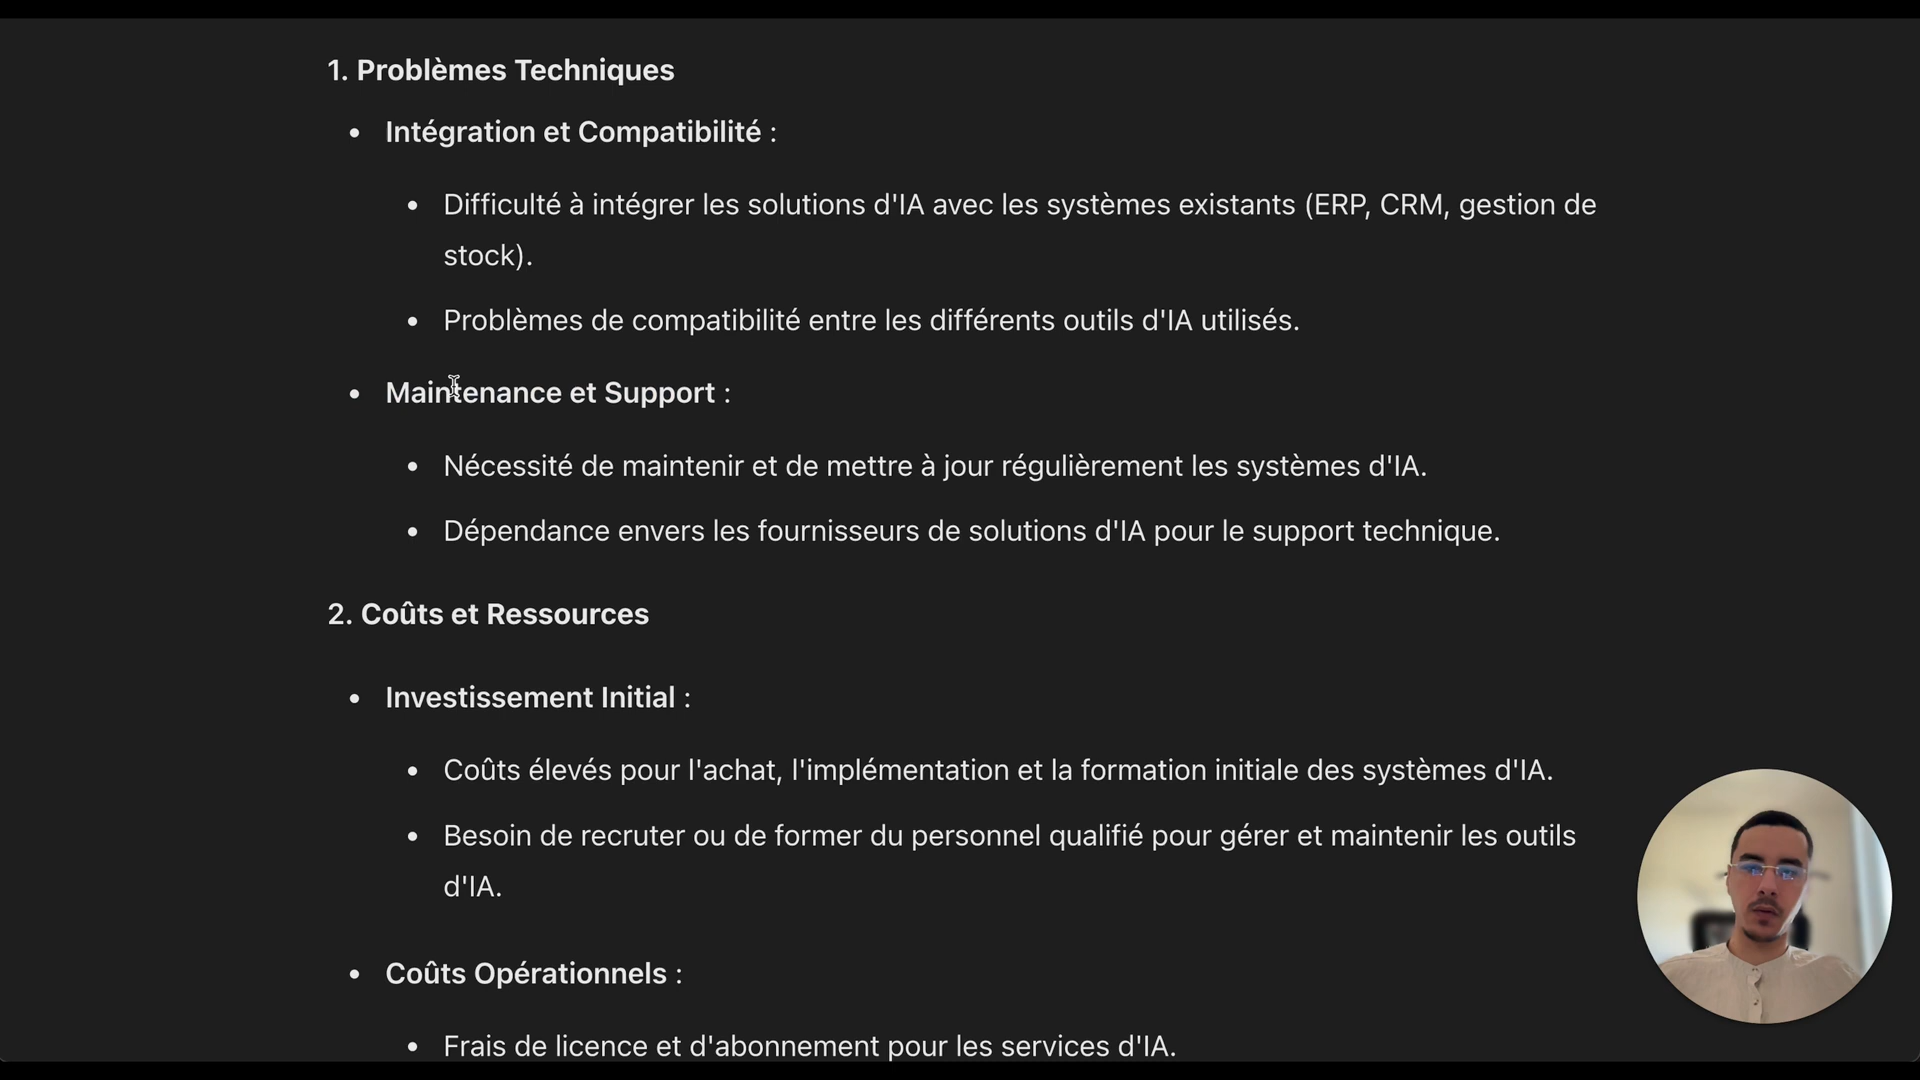 1. Problèmes Techniques
• Intégration et Compatibilité :
• Difficulté à intégrer les solutions d'IA avec les systèmes existants (ERP, CRM, gestion de
stock).
• Problèmes de compatibilité entre les différents outils d'IA utilisés.
• Maintenance et Support :
• Nécessité de maintenir et de mettre à jour régulièrement les systèmes d'IA.
• Dépendance envers les fournisseurs de solutions d'IA pour le support technique.
2. Coûts et Ressources
• Investissement Initial :
• Coûts élevés pour l'achat, l'implémentation et la formation initiale des systèmes d'IA.
• Besoin de recruter ou de former du personnel qualifié pour gérer et maintenir les outils
d'IA.
• Coûts Opérationnels :
• Frais de licence et d'abonnement pour les services d'IA.